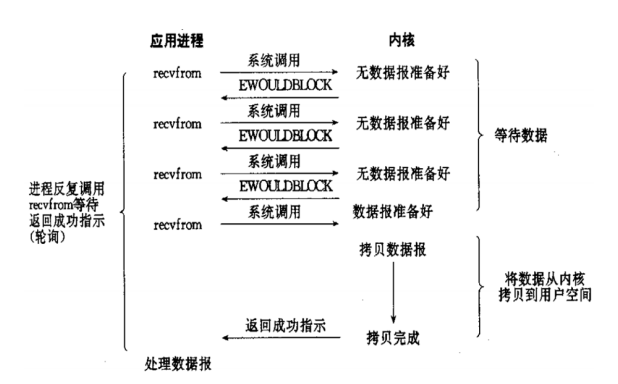 应用进程
内核
系统调用
recvfrom
无数据报准备好
EWOULDBLOCK
系统调用
recvfrom
无数据报准备好
EWOULDBLOCK
等待数据
系统调用
recvfrom
无数据报准备好
EWOULDBLOCK
进程反复调用
recvfrom等待
返回成功指示
(轮询)
系统调用
recvfrom
数据报准备好
拷贝数据报
将数据从内核
拷贝到用户空间
返回成功指示
拷贝完成
处理数据报